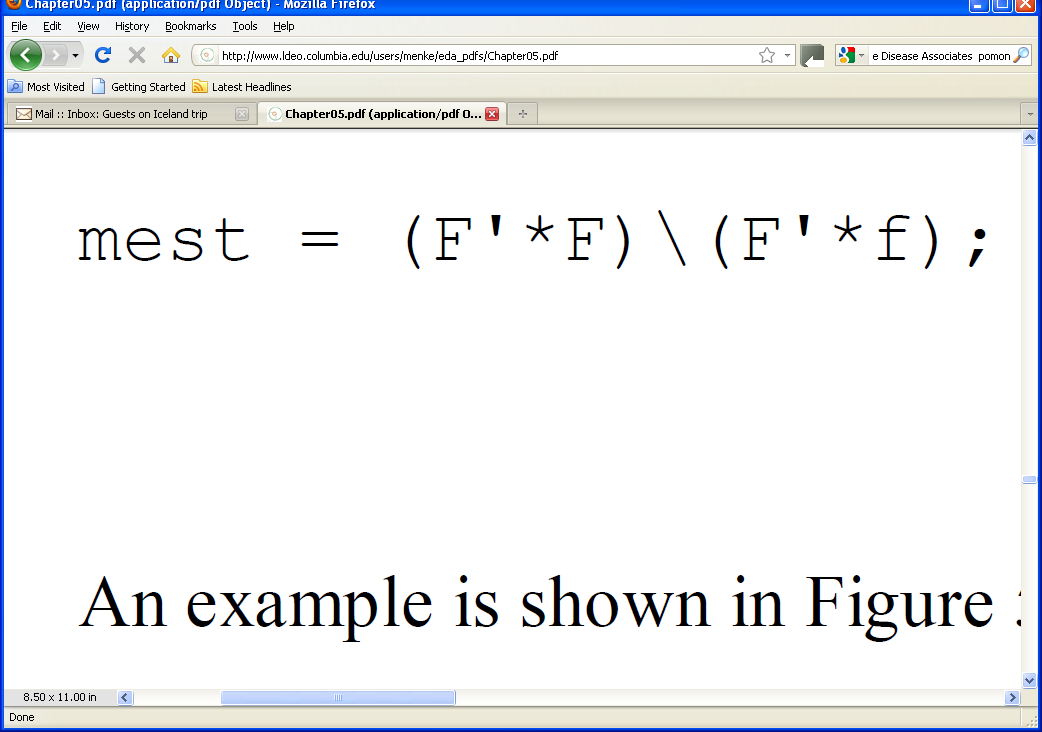 Chapter05.pdf (application/pdf Object) - Mozilla Firefox
File Edit View History Bookmarks Tools Help
http://www.ldeo.columbia.edu/users/menke/eda_pdfs/Chapter05.pdf e Disease Associates pomon
Most Visited Getting Started Latest Headlines
Mail :: Inbox: Guests on Iceland trip Chapter05.pdf (application/pdf O...
mest = (F'*F)\(F'*f);
An example is shown in Figure
8.50 x 11.00 in
Done